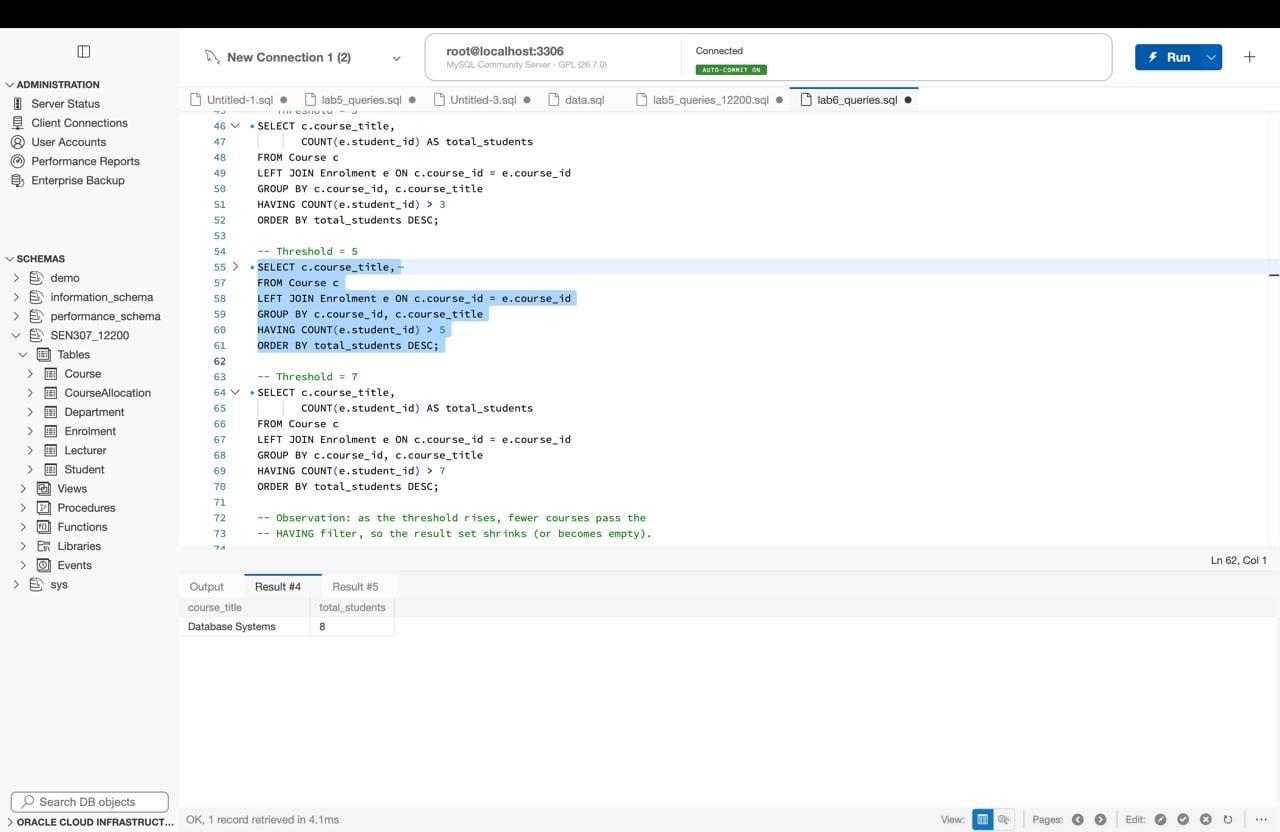 New Connection 1 (2)
root@localhost:3306
MySQL Community Server - GPL (26.7.0)
Connected
AUTO-COMMIT ON
Run
ADMINISTRATION
Server Status
Client Connections
User Accounts
Performance Reports
Enterprise Backup
SCHEMAS
demo
information_schema
performance_schema
SEN307_12200
Tables
Course
CourseAllocation
Department
Enrolment
Lecturer
Student
Views
Procedures
Functions
Libraries
Events
sys
Search DB objects
ORACLE CLOUD INFRASTRUCT...
Untitled-1.sql
lab5_queries.sql
Untitled-3.sql
data.sql
lab5_queries_12200.sql
lab6_queries.sql
46 SELECT c.course_title,
47 COUNT(e.student_id) AS total_students
48 FROM Course c
49 LEFT JOIN Enrolment e ON c.course_id = e.course_id
50 GROUP BY c.course_id, c.course_title
51 HAVING COUNT(e.student_id) > 3
52 ORDER BY total_students DESC;
53
54 -- Threshold = 5
55 SELECT c.course_title,⋯
57 FROM Course c
58 LEFT JOIN Enrolment e ON c.course_id = e.course_id
59 GROUP BY c.course_id, c.course_title
60 HAVING COUNT(e.student_id) > 5
61 ORDER BY total_students DESC;
62
63 -- Threshold = 7
64 SELECT c.course_title,
65 COUNT(e.student_id) AS total_students
66 FROM Course c
67 LEFT JOIN Enrolment e ON c.course_id = e.course_id
68 GROUP BY c.course_id, c.course_title
69 HAVING COUNT(e.student_id) > 7
70 ORDER BY total_students DESC;
71
72 -- Observation: as the threshold rises, fewer courses pass the
73 -- HAVING filter, so the result set shrinks (or becomes empty).
Ln 62, Col 1
Output
Result #4
Result #5
course_title total_students
Database Systems 8
OK, 1 record retrieved in 4.1ms
View:
Pages:
Edit: